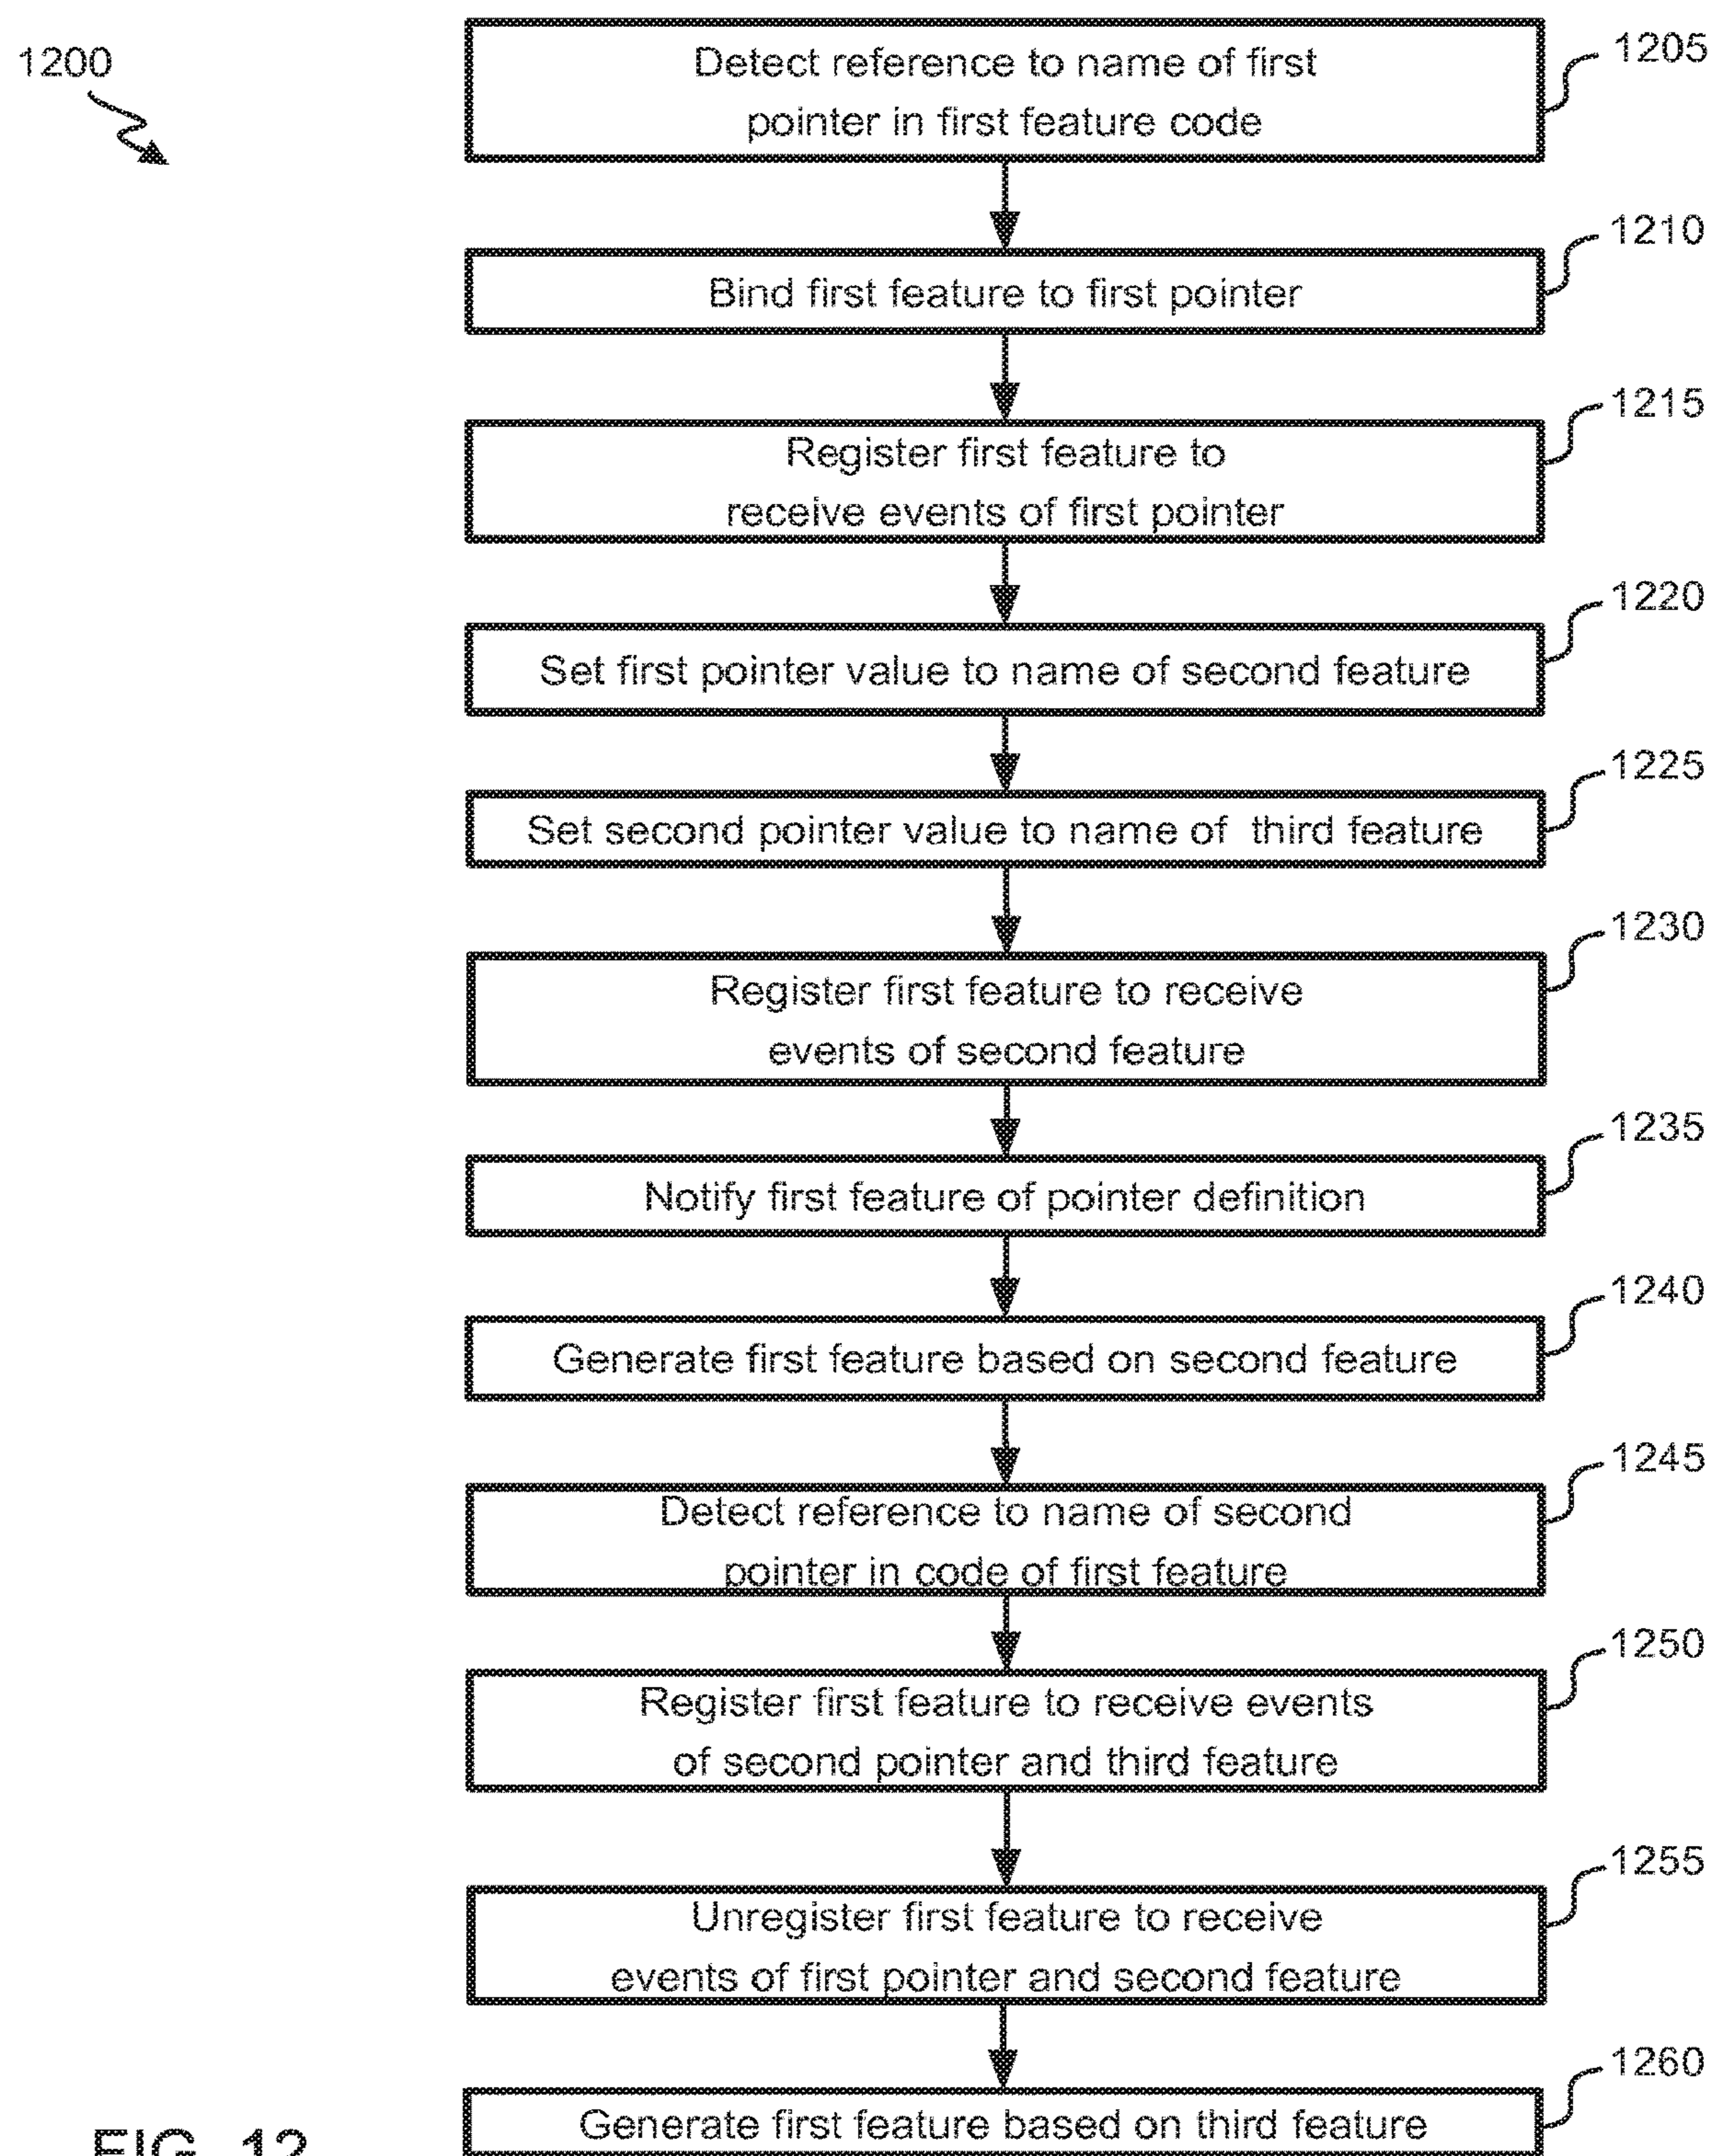 1200
Detect reference to name of first
pointer in first feature code
1205
Bind first feature to first pointer
1210
Register first feature to
receive events of first pointer
1215
Set first pointer value to name of second feature
1220
Set second pointer value to name of third feature
1225
Register first feature to receive
events of second feature
1230
Notify first feature of pointer definition
1235
Generate first feature based on second feature
1240
Detect reference to name of second
pointer in code of first feature
1245
Register first feature to receive events
of second pointer and third feature
1250
Unregister first feature to receive
events of first pointer and second feature
1255
Generate first feature based on third feature
1260
FIG. 12